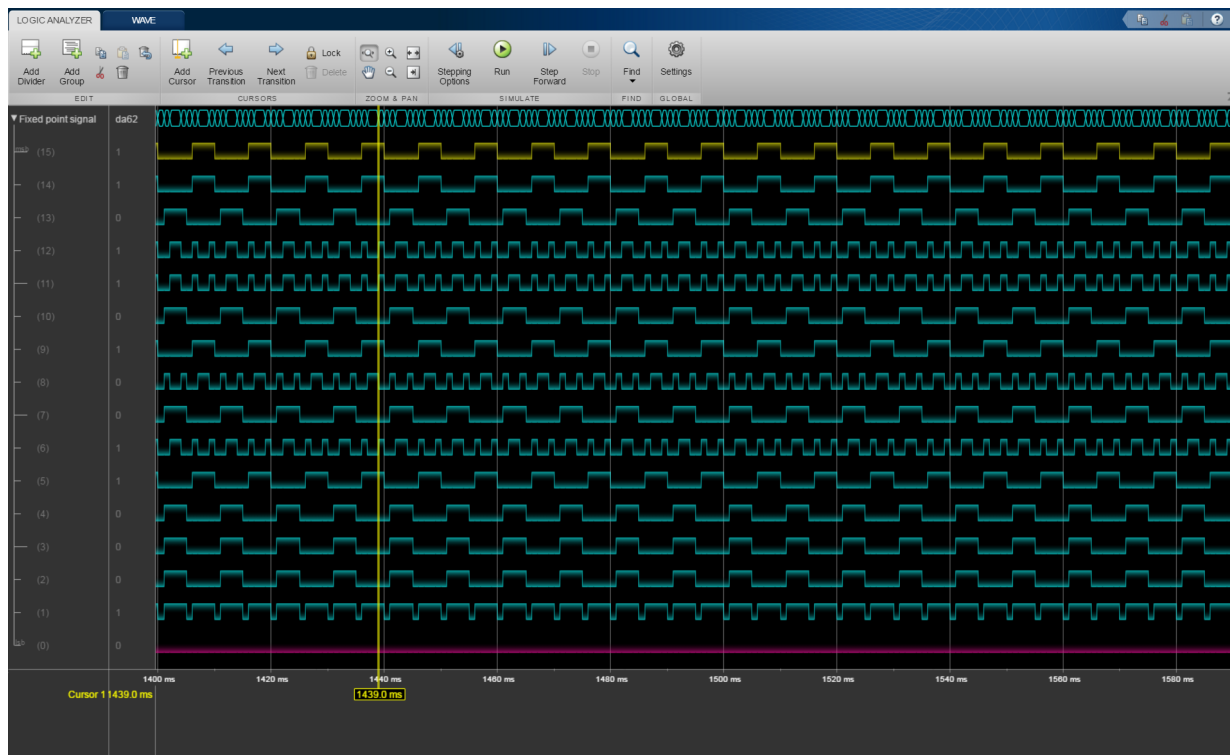 LOGIC ANALYZER WAVE
?
Add Divider
Add Group
Add Cursor
Previous Transition
Next Transition
Lock
Delete
Stepping Options
Run
Step Forward
Stop
Find
Settings
EDIT CURSORS ZOOM & PAN SIMULATE FIND GLOBAL
Fixed point signal da62
msb (15) 1
(14) 1
(13) 0
(12) 1
(11) 1
(10) 0
(9) 1
(8) 0
(7) 0
(6) 1
(5) 1
(4) 0
(3) 0
(2) 0
(1) 1
lsb (0) 0
1400 ms 1420 ms 1440 ms 1460 ms 1480 ms 1500 ms 1520 ms 1540 ms 1560 ms 1580 ms
Cursor 1 1439.0 ms 1439.0 ms